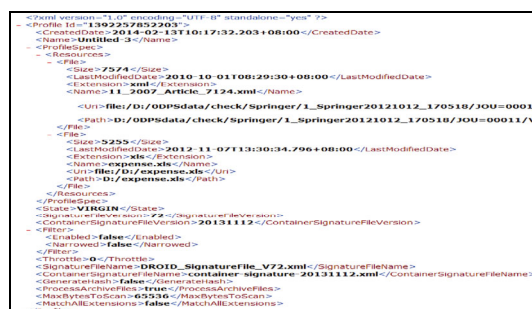 <?xml version="1.0" encoding="UTF-8" standalone="yes" ?>
- <Profile Id="1392257852203">
<CreatedDate>2014-02-13T10:17:32.203+08:00</CreatedDate>
<Name>Untitled-3</Name>
- <ProfileSpec>
- <Resources>
- <File>
<Size>7574</Size>
<LastModifiedDate>2010-10-01T08:29:30+08:00</LastModifiedDate>
<Extension>xml</Extension>
<Name>11_2007_Article_7124.xml</Name>
<Uri>file:/D:/ODPSdata/check/Springer/1_Springer20121012_170518/JOU=00011
<Path>D:/ODPSdata/check/Springer/1_Springer20121012_170518/JOU=00011/V
</File>
- <File>
<Size>5255</Size>
<LastModifiedDate>2012-11-07T13:30:34.796+08:00</LastModifiedDate>
<Extension>xls</Extension>
<Name>expense.xls</Name>
<Uri>file:/D:/expense.xls</Uri>
<Path>D:/expense.xls</Path>
</File>
</Resources>
</ProfileSpec>
<State>VIRGIN</State>
<SignatureFileVersion>72</SignatureFileVersion>
<ContainerSignatureFileVersion>20131112</ContainerSignatureFileVersion>
- <Filter>
<Enabled>false</Enabled>
<Narrowed>false</Narrowed>
</Filter>
<Throttle>0</Throttle>
<SignatureFileName>DROID_SignatureFile_V72.xml</SignatureFileName>
<ContainerSignatureFileName>container-signature-20131112.xml</ContainerSignatureFileName>
<GenerateHash>false</GenerateHash>
<ProcessArchiveFiles>true</ProcessArchiveFiles>
<MaxBytesToScan>65536</MaxBytesToScan>
<MatchAllExtensions>false</MatchAllExtensions>